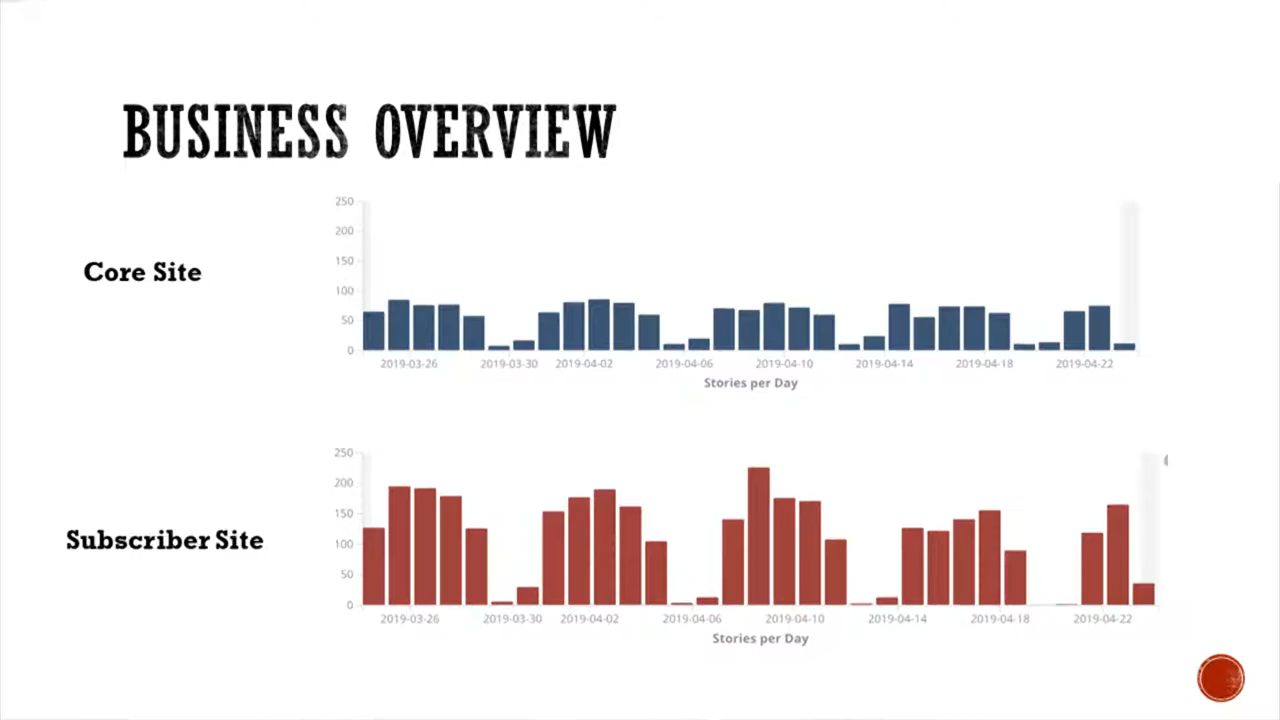 BUSINESS OVERVIEW
Core Site
250
200
150
100
50
0
2019-03-26 2019-03-30 2019-04-02 2019-04-06 2019-04-10 2019-04-14 2019-04-18 2019-04-22
Stories per Day
Subscriber Site
250
200
150
100
50
0
2019-03-26 2019-03-30 2019-04-02 2019-04-06 2019-04-10 2019-04-14 2019-04-18 2019-04-22
Stories per Day